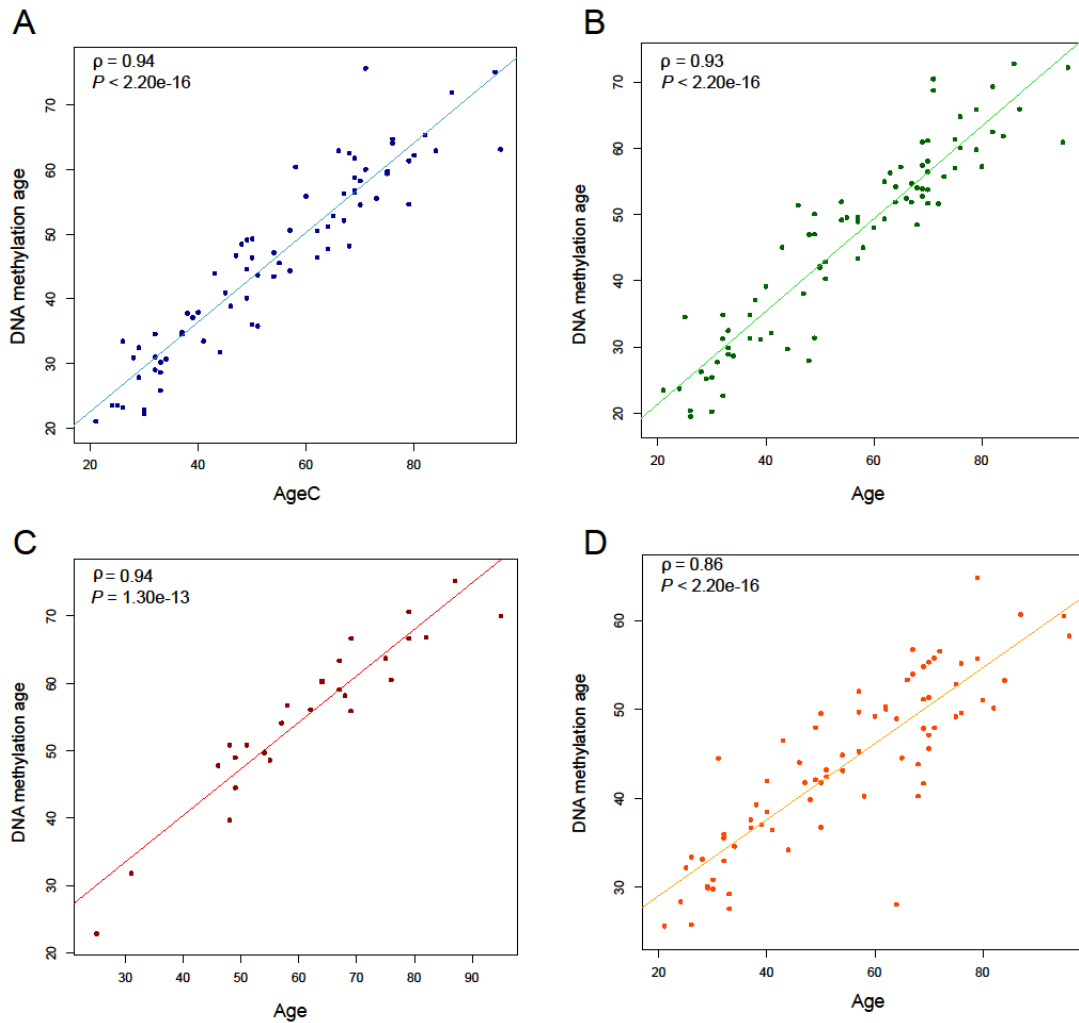 A
ρ = 0.94
P < 2.20e-16
DNA methylation age
70
60
50
40
30
20
20 40 60 80
AgeC
B
ρ = 0.93
P < 2.20e-16
DNA methylation age
70
60
50
40
30
20
20 40 60 80
Age
C
ρ = 0.94
P = 1.30e-13
DNA methylation age
70
60
50
40
30
20
30 40 50 60 70 80 90
Age
D
ρ = 0.86
P < 2.20e-16
DNA methylation age
60
50
40
30
20 40 60 80
Age